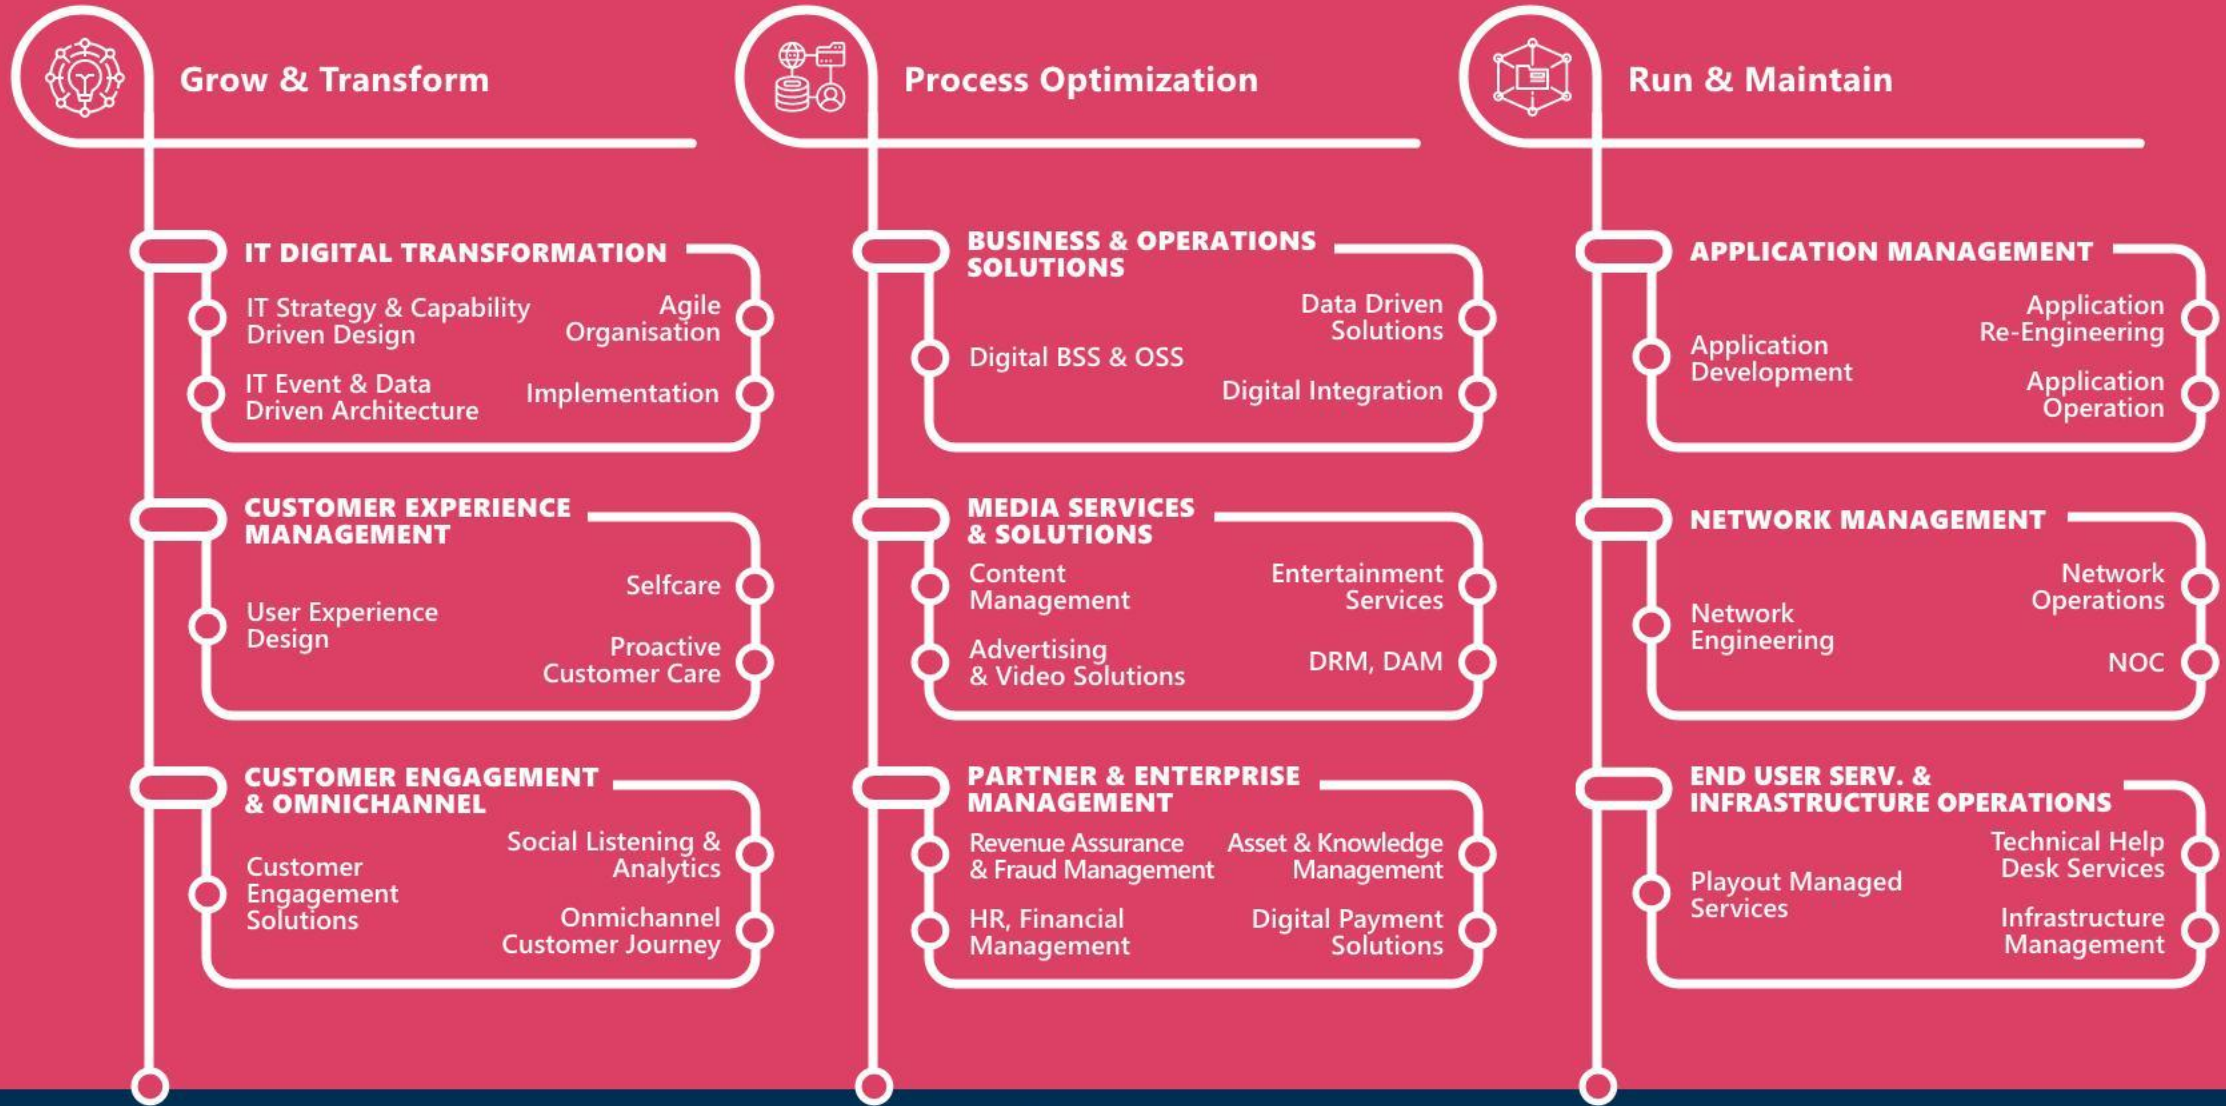 Grow & Transform
IT DIGITAL TRANSFORMATION
IT Strategy & Capability
Driven Design
IT Event & Data
Driven Architecture
Agile
Organisation
Implementation
CUSTOMER EXPERIENCE
MANAGEMENT
User Experience
Design
Selfcare
Proactive
Customer Care
CUSTOMER ENGAGEMENT
& OMNICHANNEL
Customer
Engagement
Solutions
Social Listening &
Analytics
Onmichannel
Customer Journey
Process Optimization
BUSINESS & OPERATIONS
SOLUTIONS
Digital BSS & OSS
Data Driven
Solutions
Digital Integration
MEDIA SERVICES
& SOLUTIONS
Content
Management
Advertising
& Video Solutions
Entertainment
Services
DRM, DAM
PARTNER & ENTERPRISE
MANAGEMENT
Revenue Assurance
& Fraud Management
HR, Financial
Management
Asset & Knowledge
Management
Digital Payment
Solutions
Run & Maintain
APPLICATION MANAGEMENT
Application
Development
Application
Re-Engineering
Application
Operation
NETWORK MANAGEMENT
Network
Engineering
Network
Operations
NOC
END USER SERV. &
INFRASTRUCTURE OPERATIONS
Playout Managed
Services
Technical Help
Desk Services
Infrastructure
Management